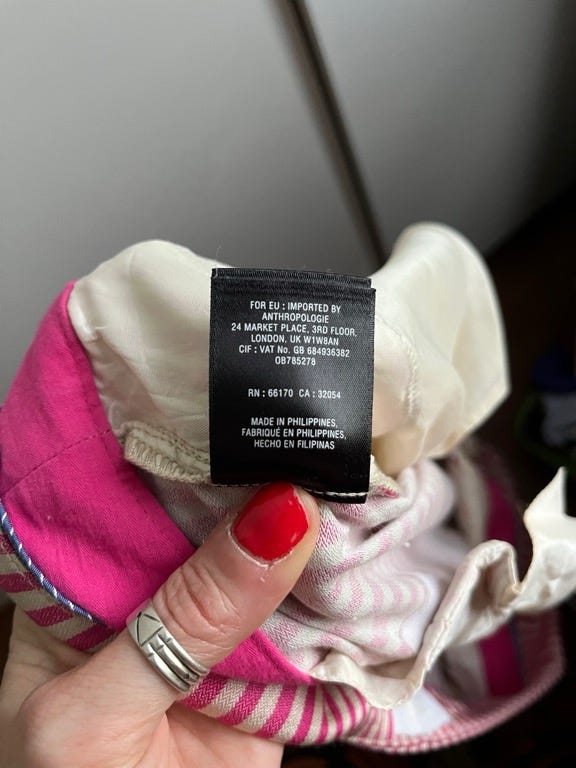 FOR EU : IMPORTED BY
ANTHROPOLOGIE
24 MARKET PLACE, 3RD FLOOR,
LONDON, UK W1W8AN
CIF : VAT No. GB 684936382
OB785278
RN : 66170 CA : 32054
MADE IN PHILIPPINES,
FABRIQUÉ EN PHILIPPINES,
HECHO EN FILIPINAS